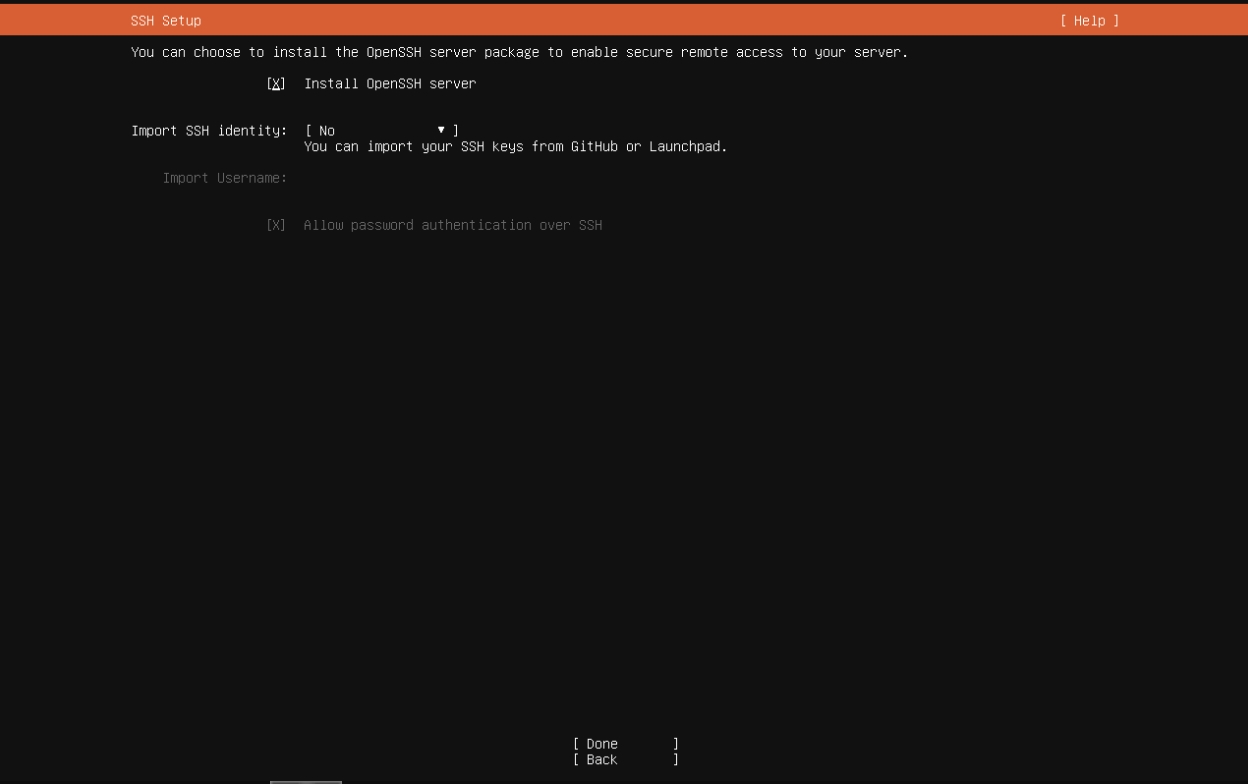 SSH Setup [ Help ]
You can choose to install the OpenSSH server package to enable secure remote access to your server.
[X] Install OpenSSH server
Import SSH identity: [ No ▼ ]
You can import your SSH keys from GitHub or Launchpad.
Import Username:
[X] Allow password authentication over SSH
[ Done ]
[ Back ]